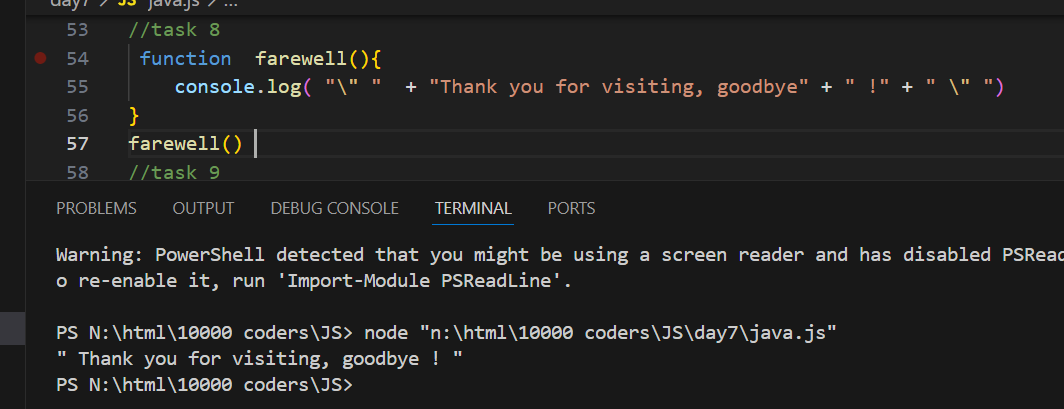 day7 > JS java.js > ...
53 //task 8
54 function farewell(){
55 console.log( "\" " + "Thank you for visiting, goodbye" + " !"+ " \" ")
56 }
57 farewell()
58 //task 9
PROBLEMS OUTPUT DEBUG CONSOLE TERMINAL PORTS
Warning: PowerShell detected that you might be using a screen reader and has disabled PSRead
o re-enable it, run 'Import-Module PSReadLine'.
PS N:\html\10000 coders\JS> node "n:\html\10000 coders\JS\day7\java.js"
" Thank you for visiting, goodbye ! "
PS N:\html\10000 coders\JS>